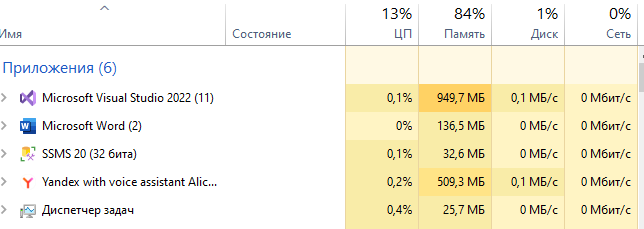 13% 84% 1% 0%
Имя Состояние ЦП Память Диск Сеть
Приложения (6)
Microsoft Visual Studio 2022 (11) 0,1% 949,7 МБ 0,1 МБ/с 0 Мбит/с
Microsoft Word (2) 0% 136,5 МБ 0 МБ/с 0 Мбит/с
SSMS 20 (32 бита) 0,1% 32,6 МБ 0 МБ/с 0 Мбит/с
Yandex with voice assistant Alic... 0,2% 509,3 МБ 0,1 МБ/с 0 Мбит/с
Диспетчер задач 0,4% 25,7 МБ 0 МБ/с 0 Мбит/с